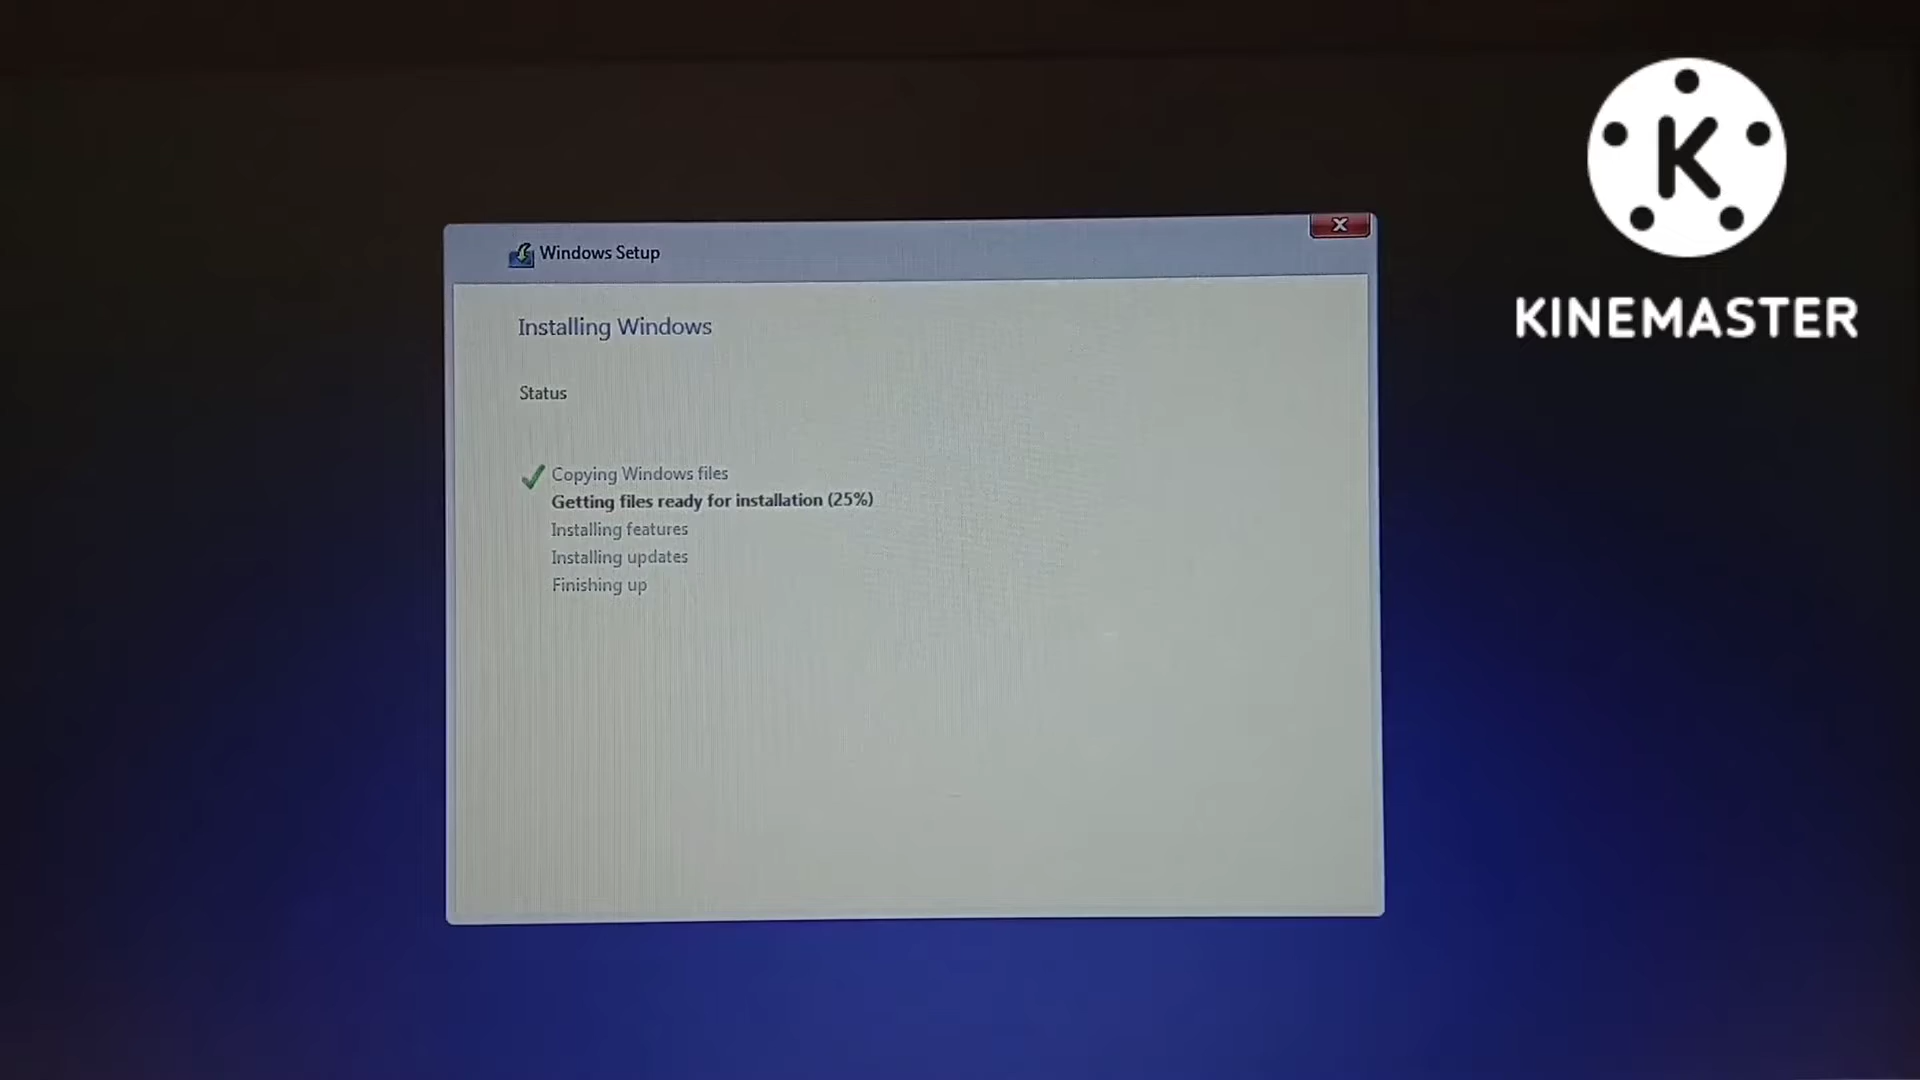 K
KINEMASTER
Windows Setup
Installing Windows
Status
Copying Windows files
Getting files ready for installation (25%)
Installing features
Installing updates
Finishing up